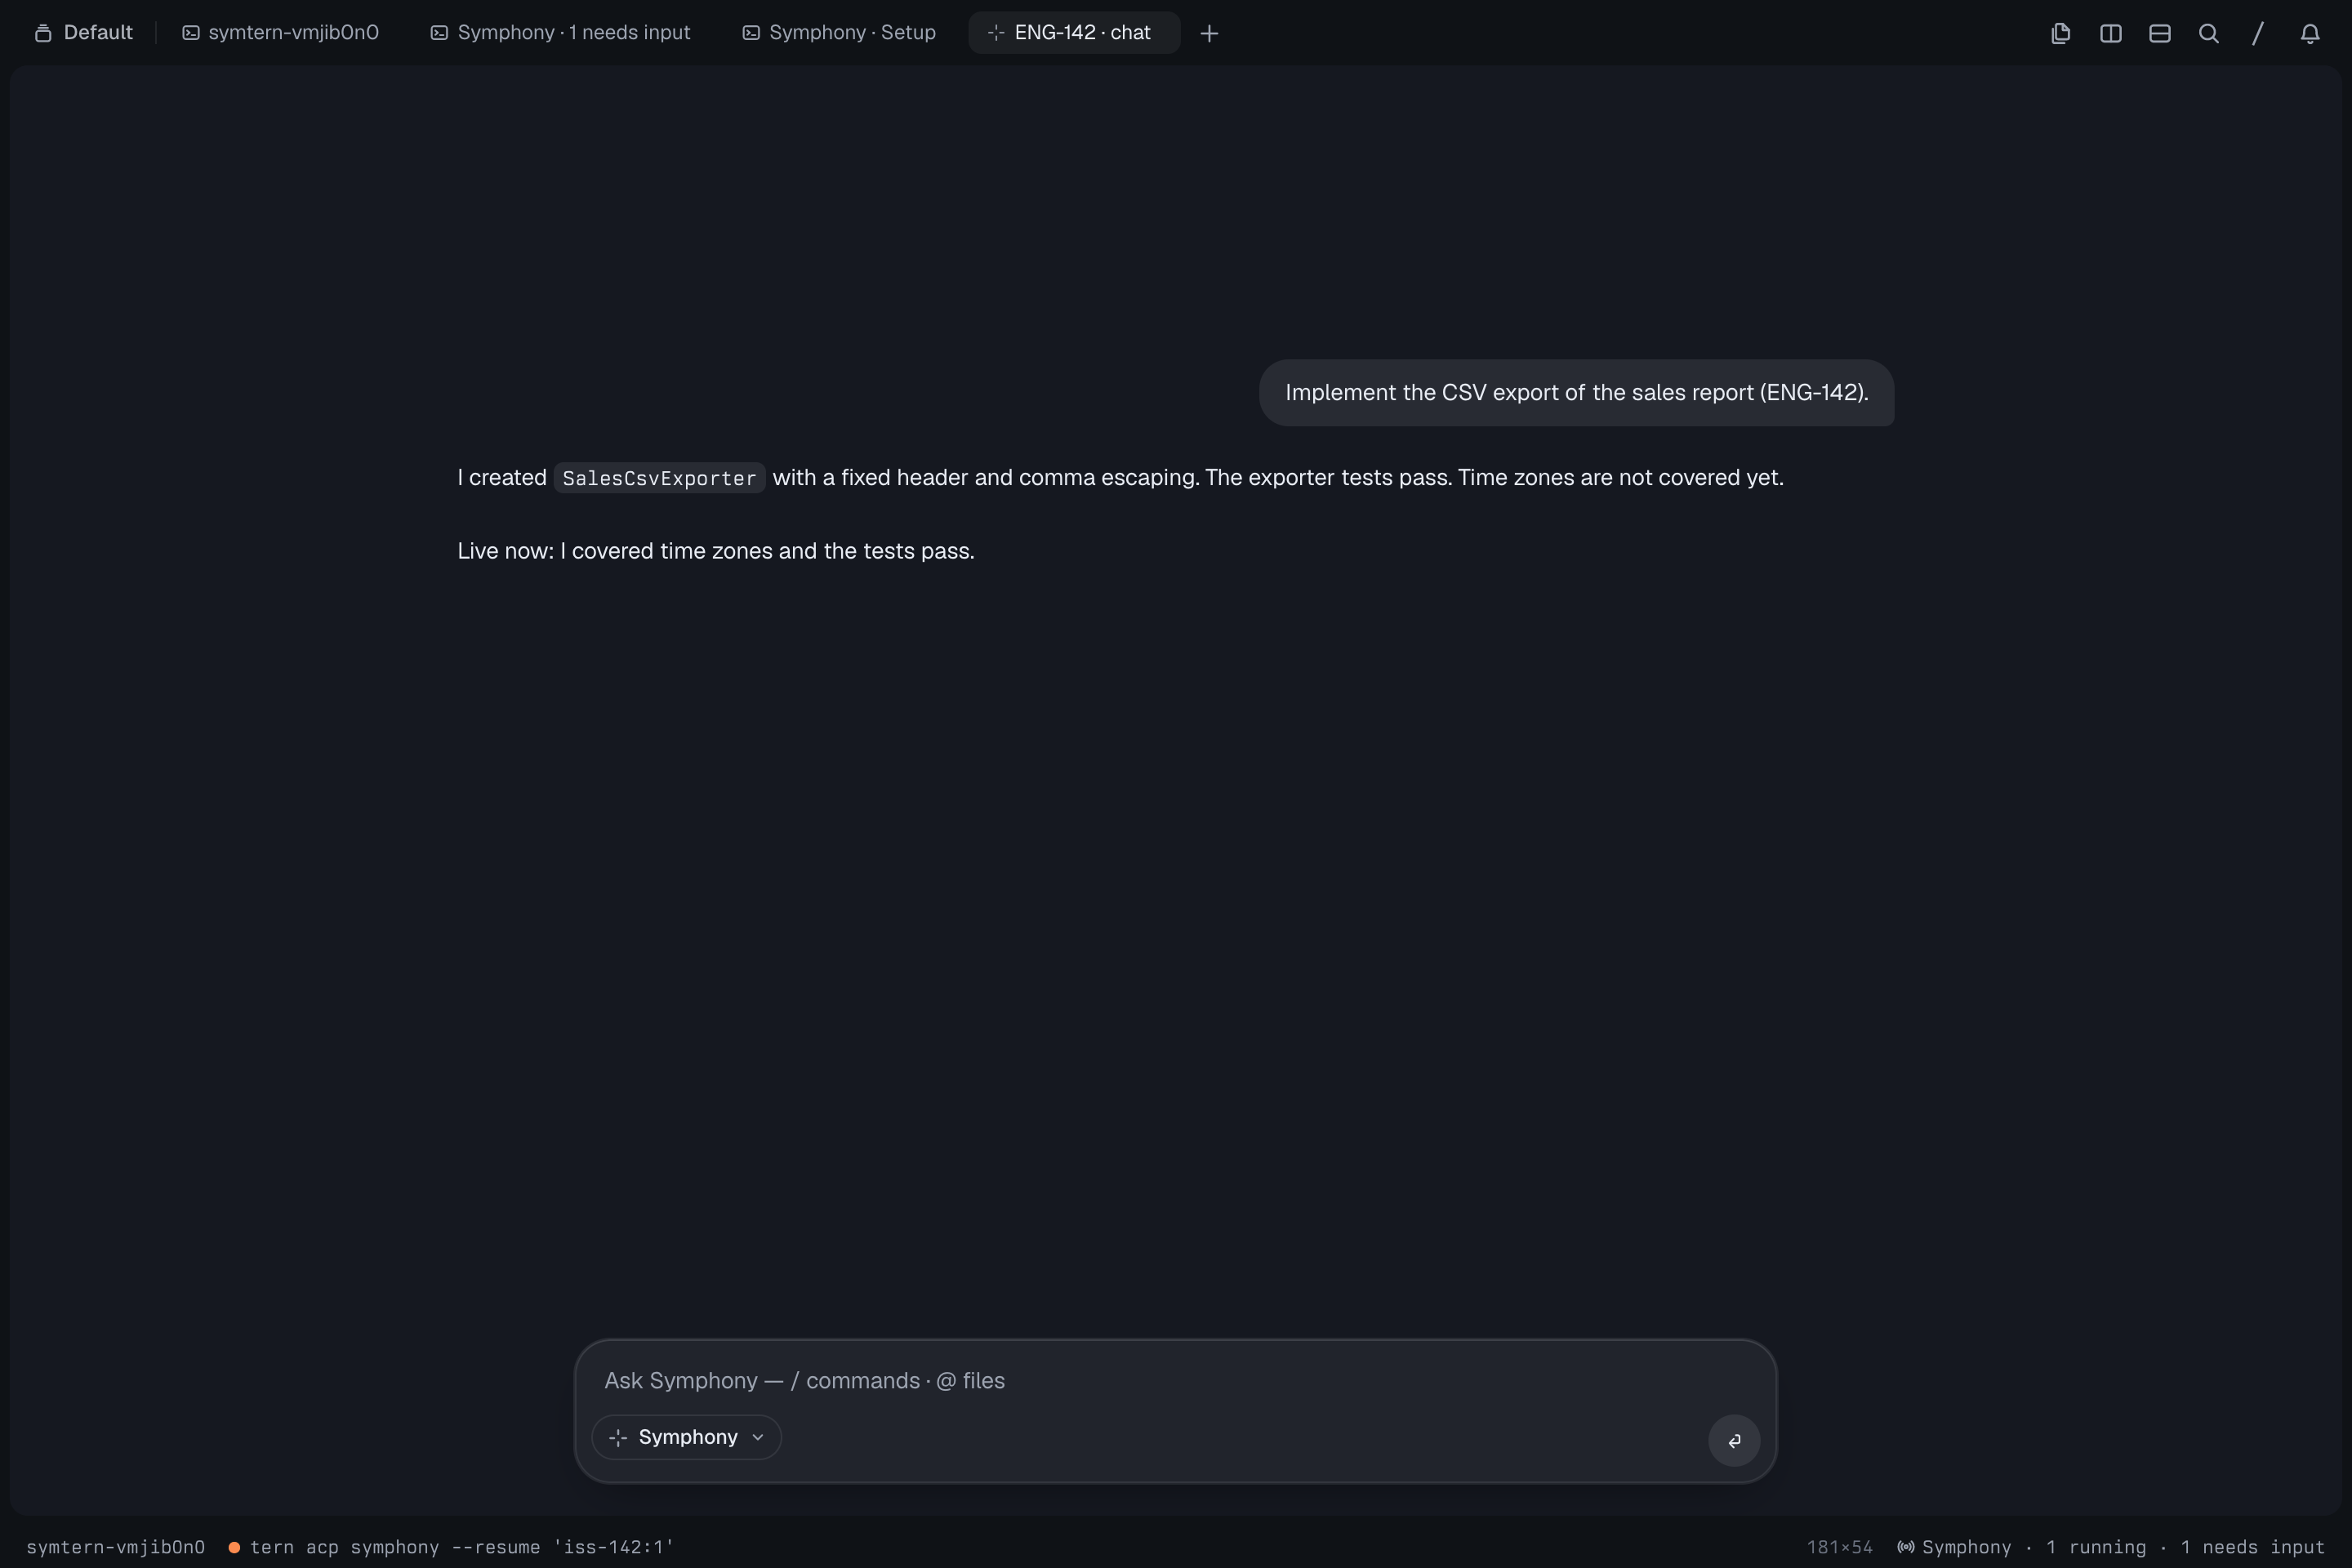 Default
symtern-vmjib0n0
Symphony · 1 needs input
Symphony · Setup
ENG-142 · chat
Implement the CSV export of the sales report (ENG-142).
I created SalesCsvExporter with a fixed header and comma escaping. The exporter tests pass. Time zones are not covered yet.
Live now: I covered time zones and the tests pass.
Ask Symphony — / commands · @ files
Symphony
symtern-vmjib0n0 tern acp symphony --resume 'iss-142:1'
181×54 Symphony · 1 running · 1 needs input